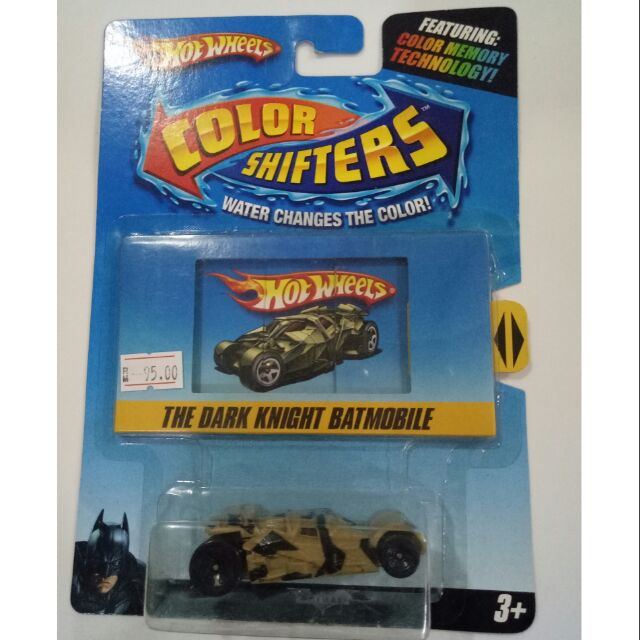 HOT WHEELS
FEATURING:
COLOR MEMORY
TECHNOLOGY!
COLOR
SHIFTERS™
WATER CHANGES THE COLOR!
HOT WHEELS
95.00
THE DARK KNIGHT BATMOBILE
3+